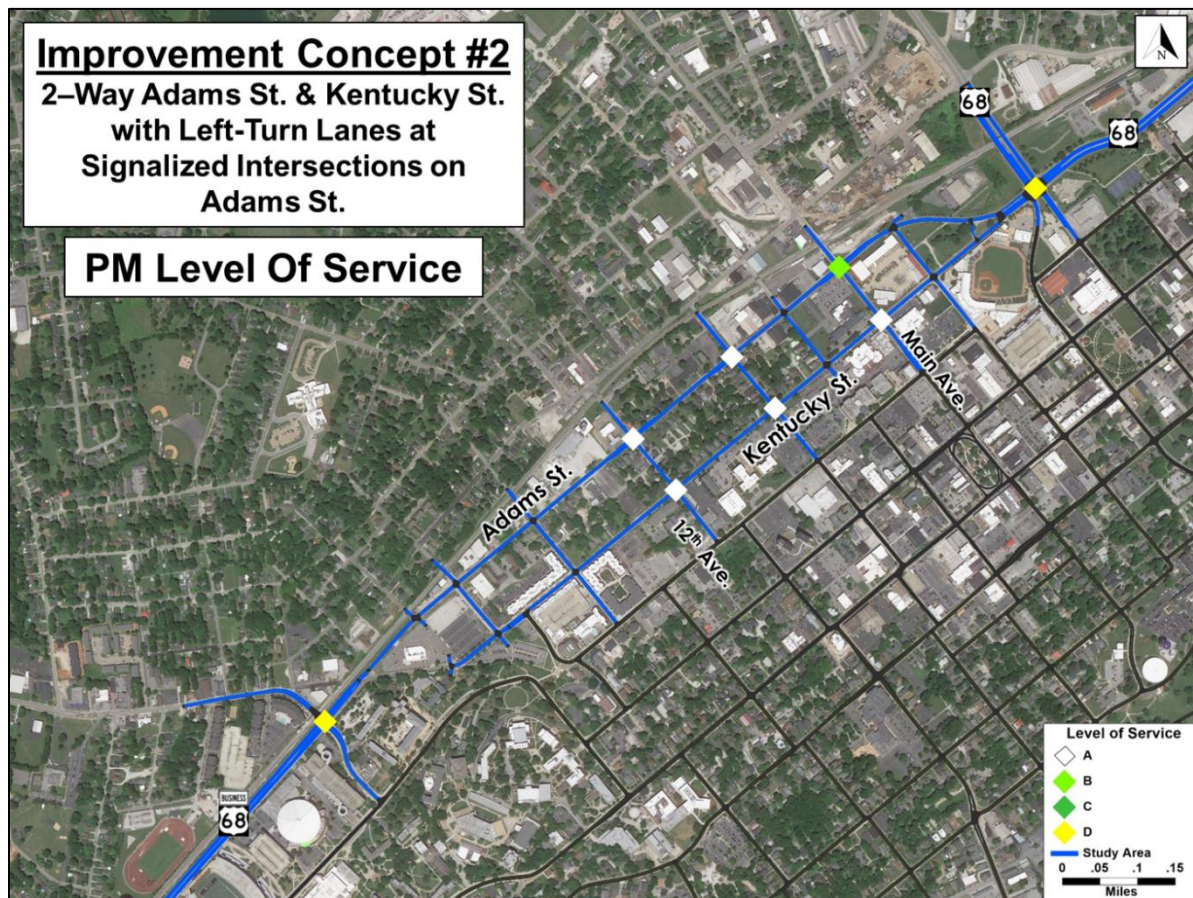 Improvement Concept #2
2–Way Adams St. & Kentucky St.
with Left-Turn Lanes at
Signalized Intersections on
Adams St.
PM Level Of Service
N
68
68
Main Ave.
Kentucky St.
Adams St.
12th Ave.
BUSINESS
68
Level of Service
A
B
C
D
Study Area
0 .05 .1 .15
Miles